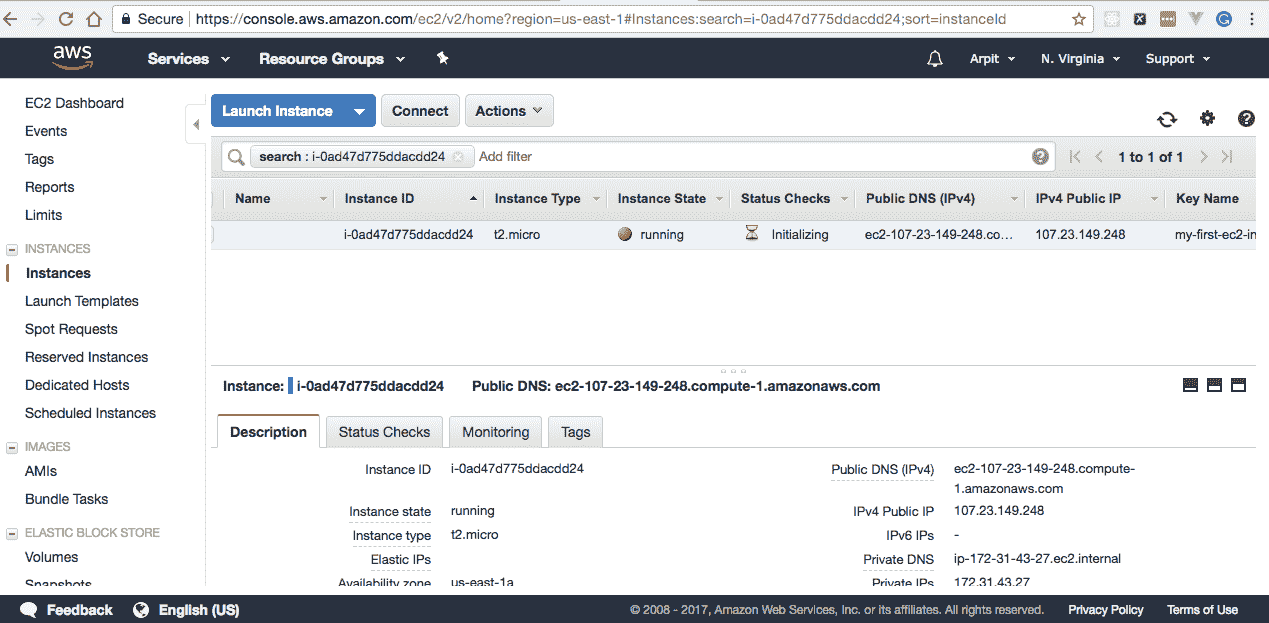 Secure https://console.aws.amazon.com/ec2/v2/home?region=us-east-1#Instances:search=i-0ad47d775ddacdd24;sort=instanceId
aws Services Resource Groups Arpit N. Virginia Support
EC2 Dashboard
Events
Tags
Reports
Limits
INSTANCES
Instances
Launch Templates
Spot Requests
Reserved Instances
Dedicated Hosts
Scheduled Instances
IMAGES
AMIs
Bundle Tasks
ELASTIC BLOCK STORE
Volumes
Snapshots
Launch Instance Connect Actions
search : i-0ad47d775ddacdd24 Add filter 1 to 1 of 1
Name Instance ID Instance Type Instance State Status Checks Public DNS (IPv4) IPv4 Public IP Key Name
i-0ad47d775ddacdd24 t2.micro running Initializing ec2-107-23-149-248.co... 107.23.149.248 my-first-ec2-in
Instance: i-0ad47d775ddacdd24 Public DNS: ec2-107-23-149-248.compute-1.amazonaws.com
Description Status Checks Monitoring Tags
Instance ID i-0ad47d775ddacdd24 Public DNS (IPv4) ec2-107-23-149-248.compute-
1.amazonaws.com
Instance state running IPv4 Public IP 107.23.149.248
Instance type t2.micro IPv6 IPs -
Elastic IPs Private DNS ip-172-31-43-27.ec2.internal
Availability zone us-east-1a Private IPs 172.31.43.27
Feedback English (US) © 2008 - 2017, Amazon Web Services, Inc. or its affiliates. All rights reserved. Privacy Policy Terms of Use